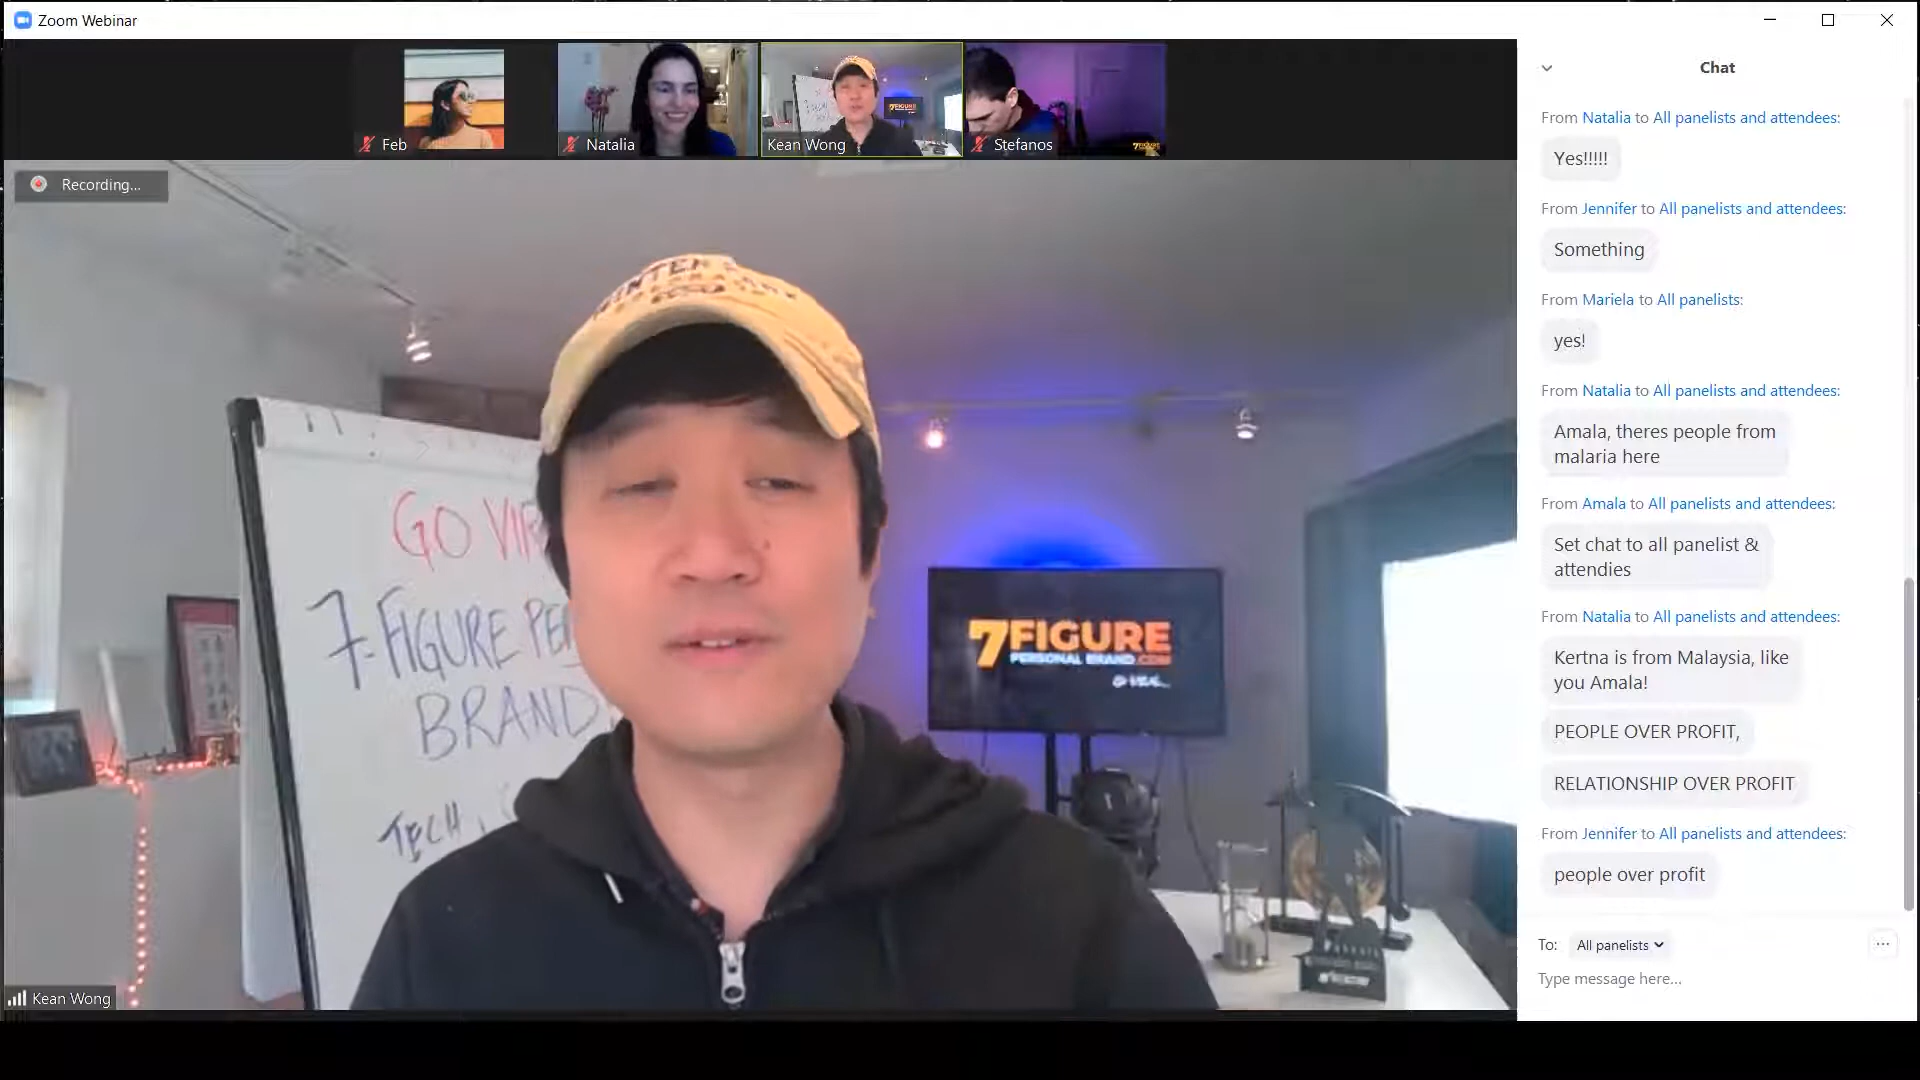 Zoom Webinar
Feb
Natalia
Kean Wong
Stefanos
Recording...
GO
7-FIGURE
BRAND
TECH
7FIGURE
PERSONAL BRAND.COM
Kean Wong
Chat
From Natalia to All panelists and attendees:
Yes!!!!!
From Jennifer to All panelists and attendees:
Something
From Mariela to All panelists:
yes!
From Natalia to All panelists and attendees:
Amala, theres people from
malaria here
From Amala to All panelists and attendees:
Set chat to all panelist &
attendies
From Natalia to All panelists and attendees:
Kertna is from Malaysia, like
you Amala!
PEOPLE OVER PROFIT,
RELATIONSHIP OVER PROFIT
From Jennifer to All panelists and attendees:
people over profit
To: All panelists
Type message here...